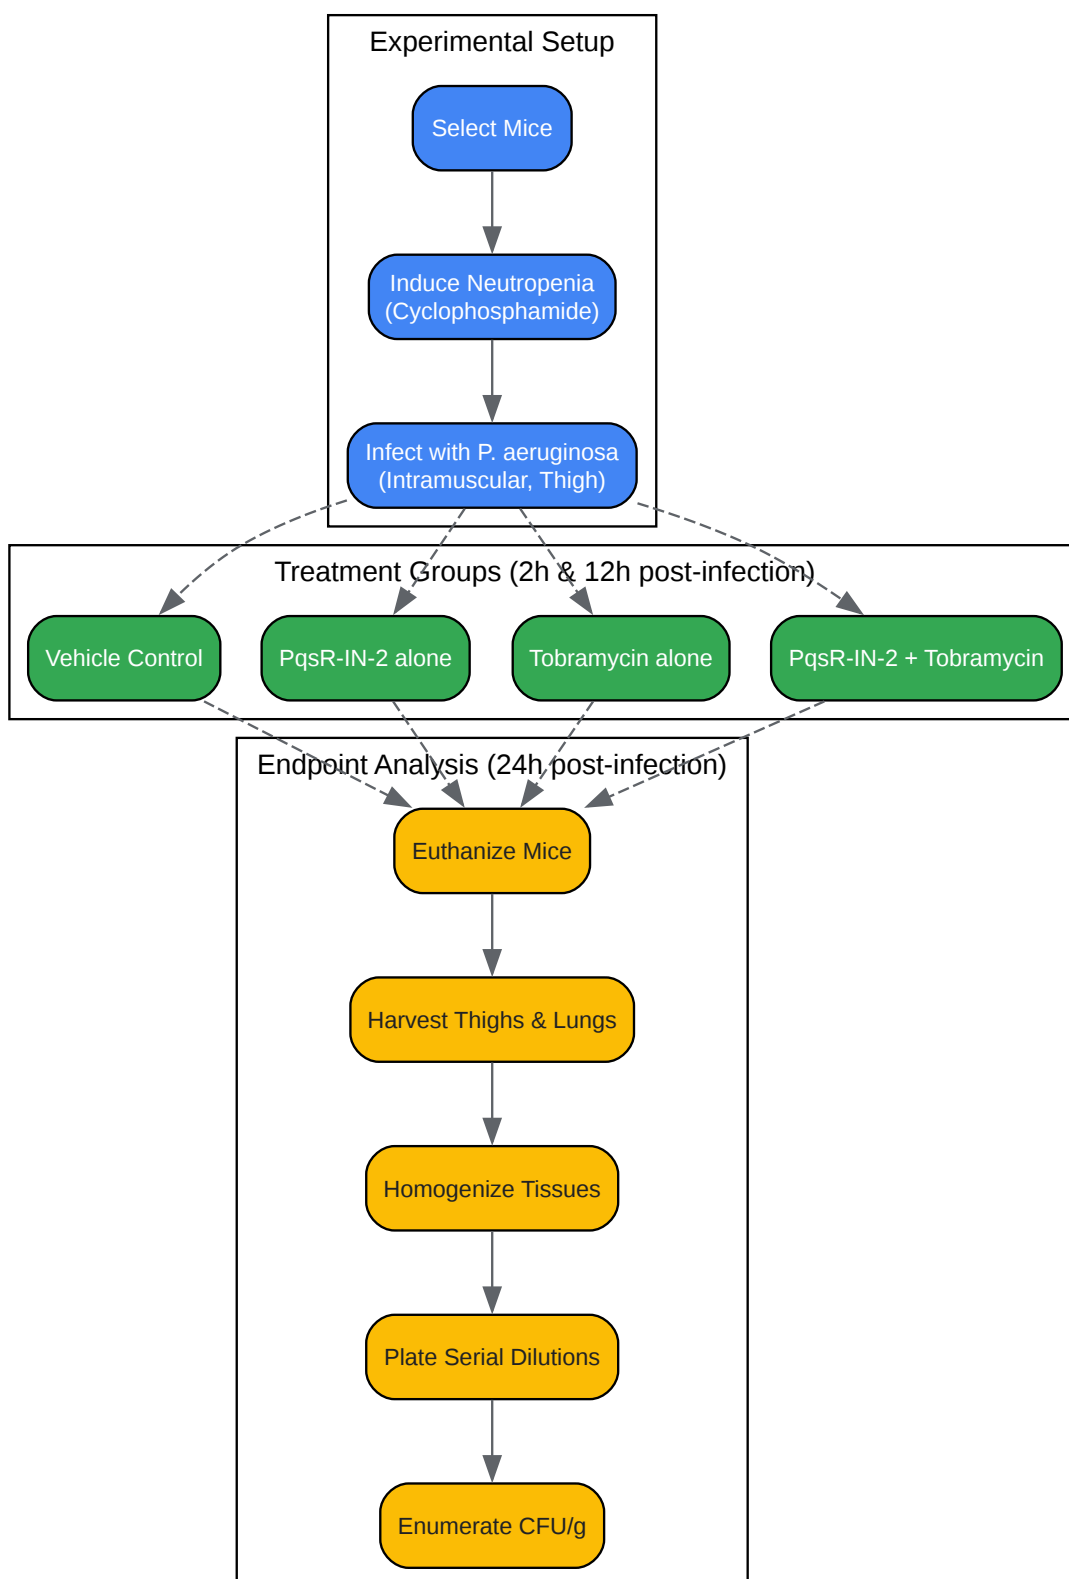 Experimental Setup
Select Mice
Induce Neutropenia
(Cyclophosphamide)
Infect with P. aeruginosa
(Intramuscular, Thigh)
Treatment Groups (2h & 12h post-infection)
Vehicle Control
PqsR-IN-2 alone
Tobramycin alone
PqsR-IN-2 + Tobramycin
Endpoint Analysis (24h post-infection)
Euthanize Mice
Harvest Thighs & Lungs
Homogenize Tissues
Plate Serial Dilutions
Enumerate CFU/g